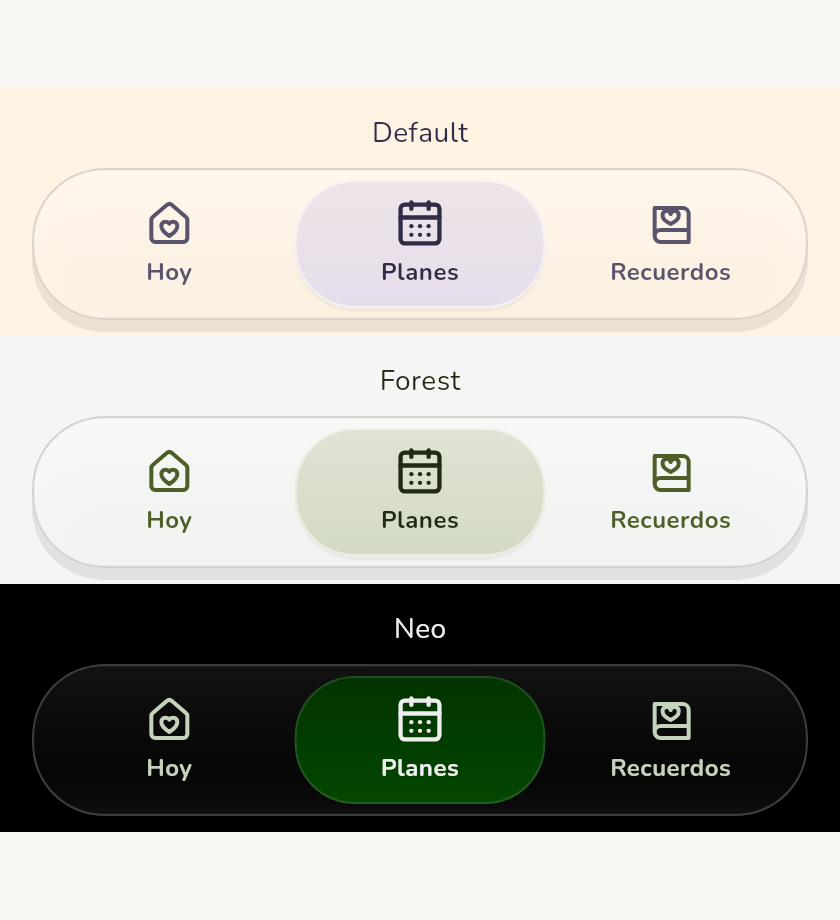 Default
Hoy
Planes
Recuerdos
Forest
Hoy
Planes
Recuerdos
Neo
Hoy
Planes
Recuerdos